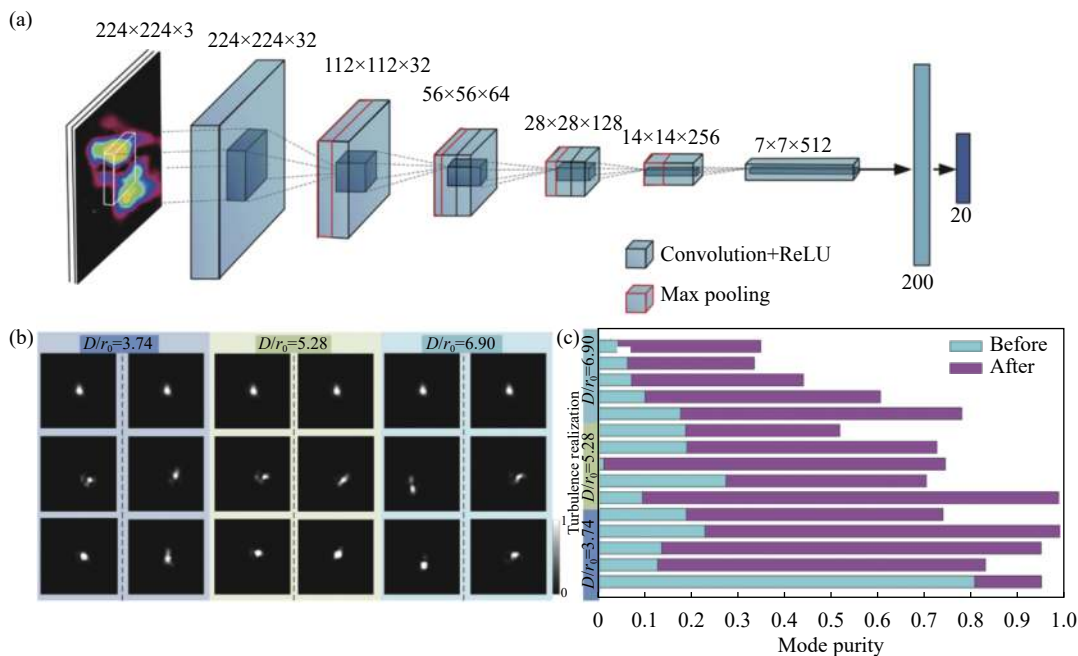 (a)
224×224×3
224×224×32
112×112×32
56×56×64
28×28×128
14×14×256
7×7×512
20
200
Convolution+ReLU
Max pooling
(b)
D/r₀=3.74
D/r₀=5.28
D/r₀=6.90
1
0
(c)
Before
After
Turbulence realization
D/r₀=6.90
D/r₀=5.28
D/r₀=3.74
0 0.1 0.2 0.3 0.4 0.5 0.6 0.7 0.8 0.9 1.0
Mode purity